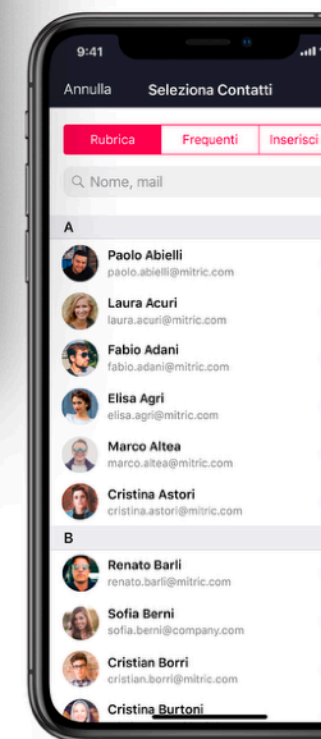 9:41
Annulla Seleziona Contatti
Rubrica Frequenti Inserisci
Nome, mail
A
Paolo Abielli
paolo.abielli@mitric.com
Laura Acuri
laura.acuri@mitric.com
Fabio Adani
fabio.adani@mitric.com
Elisa Agri
elisa.agri@mitric.com
Marco Altea
marco.altea@mitric.com
Cristina Astori
cristina.astori@mitric.com
B
Renato Barli
renato.barli@mitric.com
Sofia Berni
sofia.berni@company.com
Cristian Borri
cristian.borri@mitric.com
Cristina Burtoni